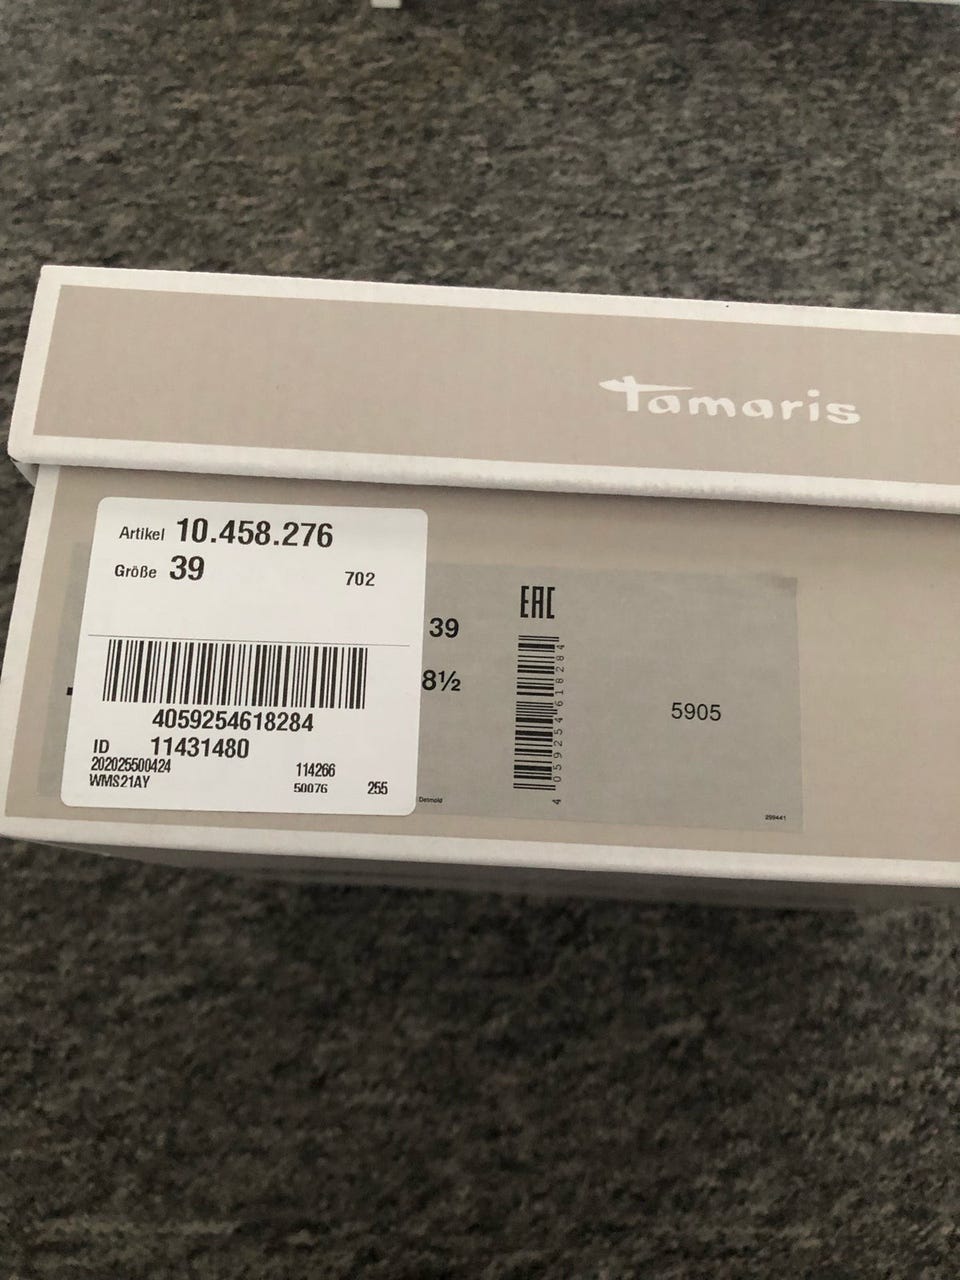 Tamaris
Artikel 10.458.276
Größe 39 702
4059254618284
ID 11431480
202025500424 114266
WMS21AY 50076 255
39
8½
EAC
4059254618284
5905
Detmold
259441